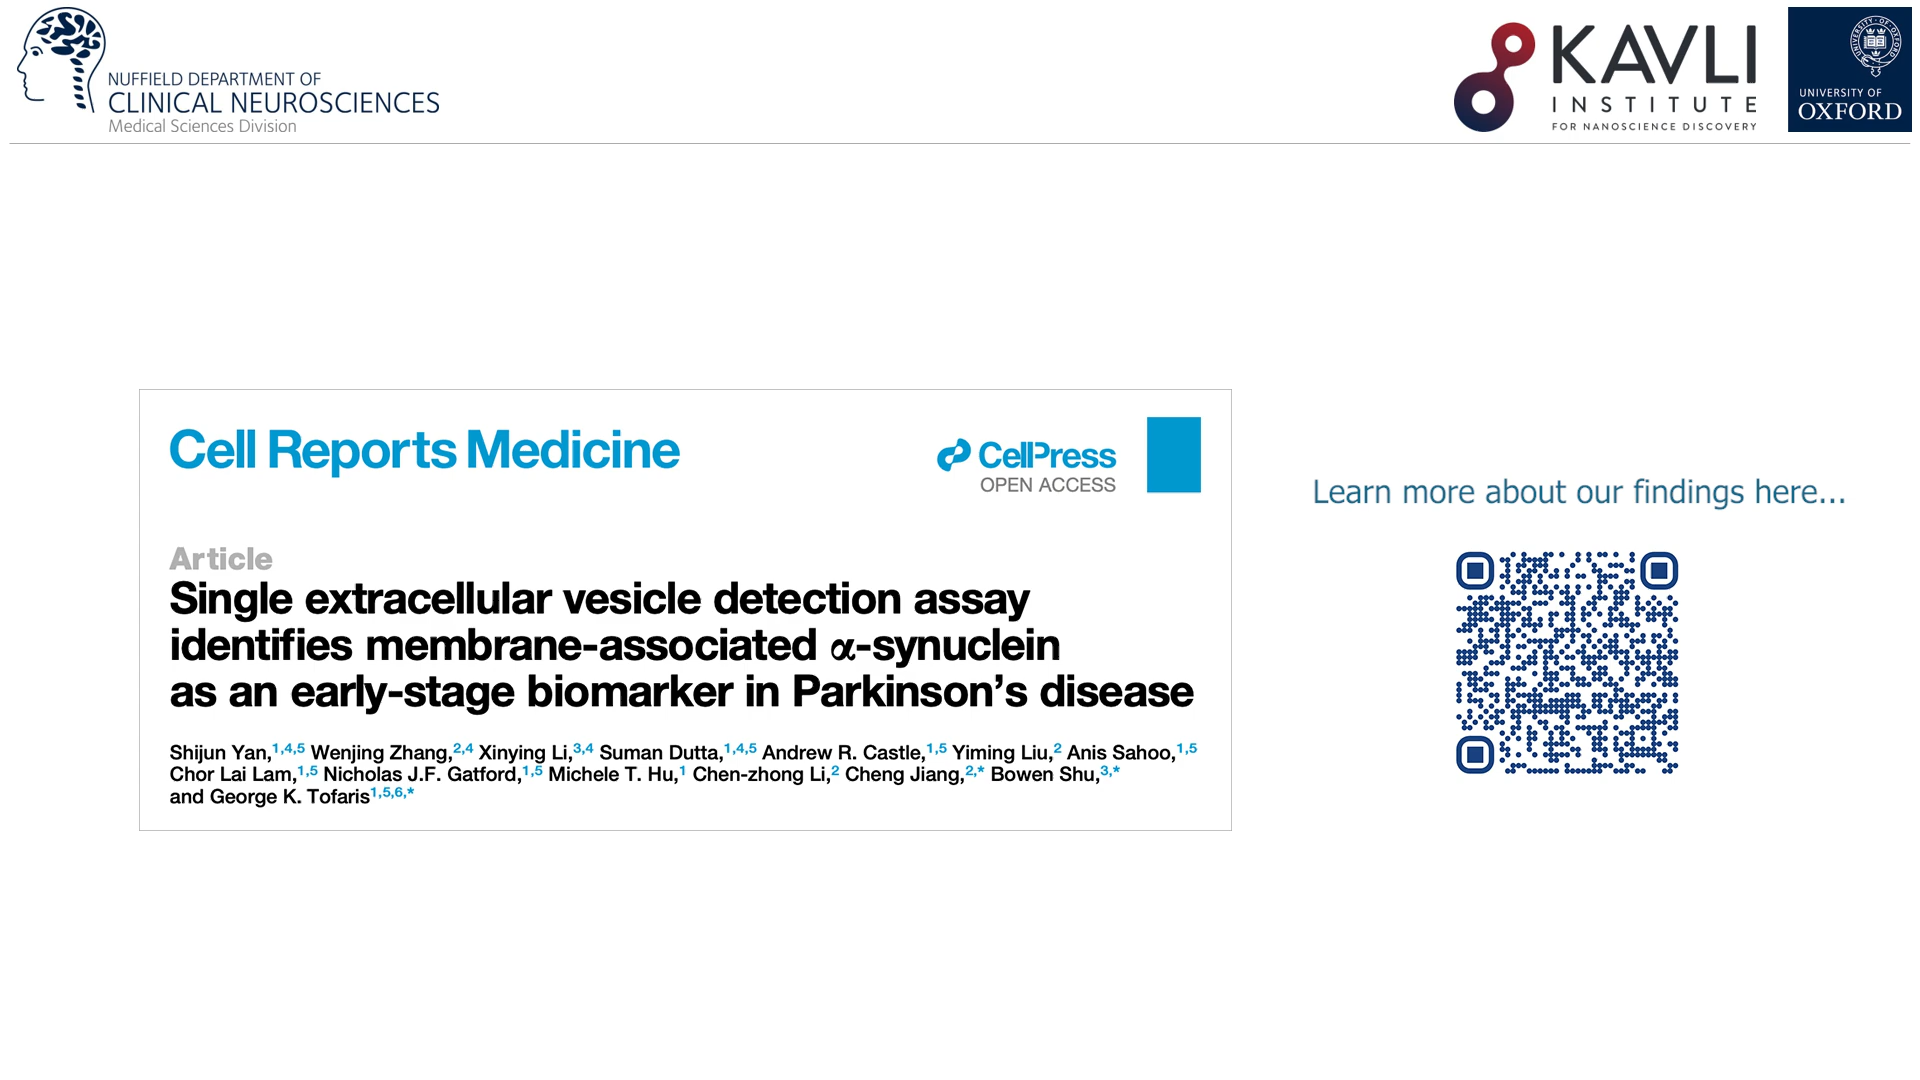 NUFFIELD DEPARTMENT OF
CLINICAL NEUROSCIENCES
Medical Sciences Division
KAVLI
INSTITUTE
FOR NANOSCIENCE DISCOVERY
UNIVERSITY OF
OXFORD
Cell Reports Medicine
CellPress
OPEN ACCESS
Article
Single extracellular vesicle detection assay
identifies membrane-associated α-synuclein
as an early-stage biomarker in Parkinson’s disease
Shijun Yan,1,4,5 Wenjing Zhang,2,4 Xinying Li,3,4 Suman Dutta,1,4,5 Andrew R. Castle,1,5 Yiming Liu,2 Anis Sahoo,1,5
Chor Lai Lam,1,5 Nicholas J.F. Gatford,1,5 Michele T. Hu,1 Chen-zhong Li,2 Cheng Jiang,2,* Bowen Shu,3,*
and George K. Tofaris1,5,6,*
Learn more about our findings here...